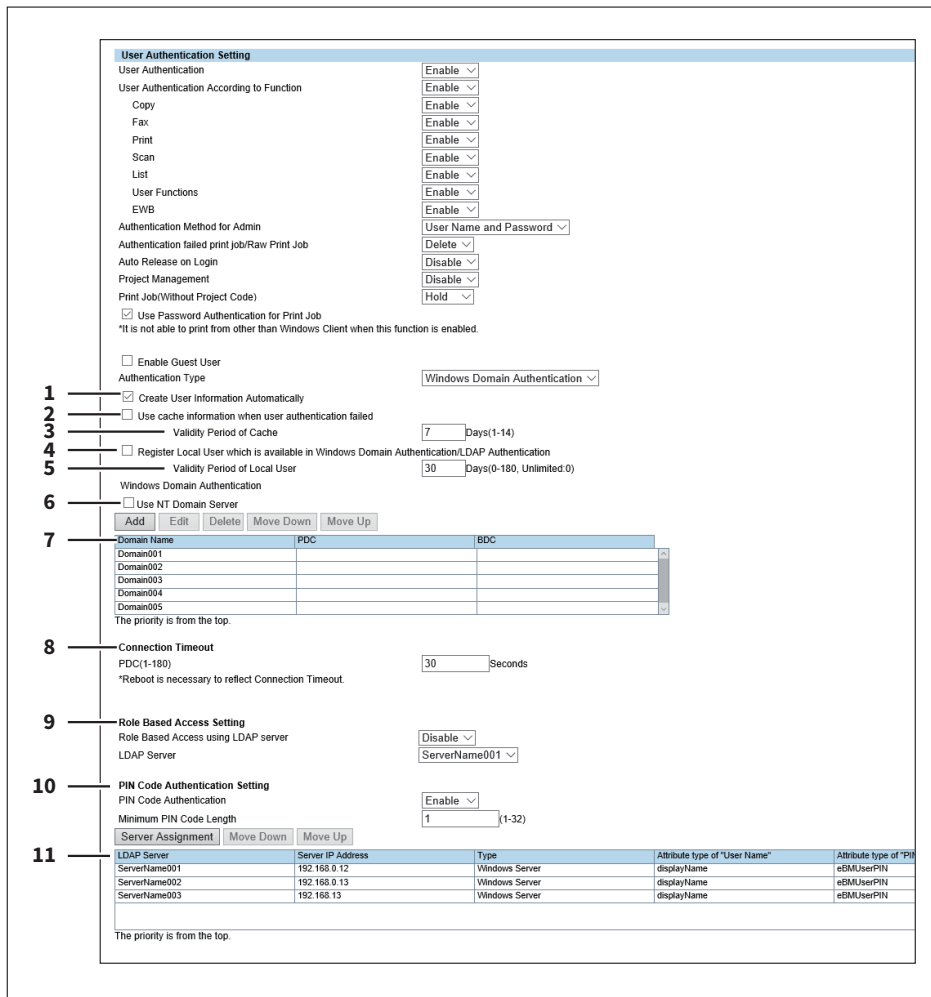 User Authentication Setting
User Authentication Enable
User Authentication According to Function Enable
Copy Enable
Fax Enable
Print Enable
Scan Enable
List Enable
User Functions Enable
EWB Enable
Authentication Method for Admin User Name and Password
Authentication failed print job/Raw Print Job Delete
Auto Release on Login Disable
Project Management Disable
Print Job(Without Project Code) Hold
Use Password Authentication for Print Job
*It is not able to print from other than Windows Client when this function is enabled.
Enable Guest User
Authentication Type Windows Domain Authentication
1 Create User Information Automatically
2 Use cache information when user authentication failed
3 Validity Period of Cache 7 Days(1-14)
4 Register Local User which is available in Windows Domain Authentication/LDAP Authentication
5 Validity Period of Local User 30 Days(0-180, Unlimited:0)
Windows Domain Authentication
6 Use NT Domain Server
Add Edit Delete Move Down Move Up
7 Domain Name PDC BDC
Domain001
Domain002
Domain003
Domain004
Domain005
The priority is from the top.
8 Connection Timeout
PDC(1-180) 30 Seconds
*Reboot is necessary to reflect Connection Timeout.
9 Role Based Access Setting
Role Based Access using LDAP server Disable
LDAP Server ServerName001
10 PIN Code Authentication Setting
PIN Code Authentication Enable
Minimum PIN Code Length 1 (1-32)
Server Assignment Move Down Move Up
11 LDAP Server Server IP Address Type Attribute type of "User Name" Attribute type of "PIN
ServerName001 192.168.0.12 Windows Server displayName eBMUserPIN
ServerName002 192.168.0.13 Windows Server displayName eBMUserPIN
ServerName003 192.168.13 Windows Server displayName eBMUserPIN
The priority is from the top.